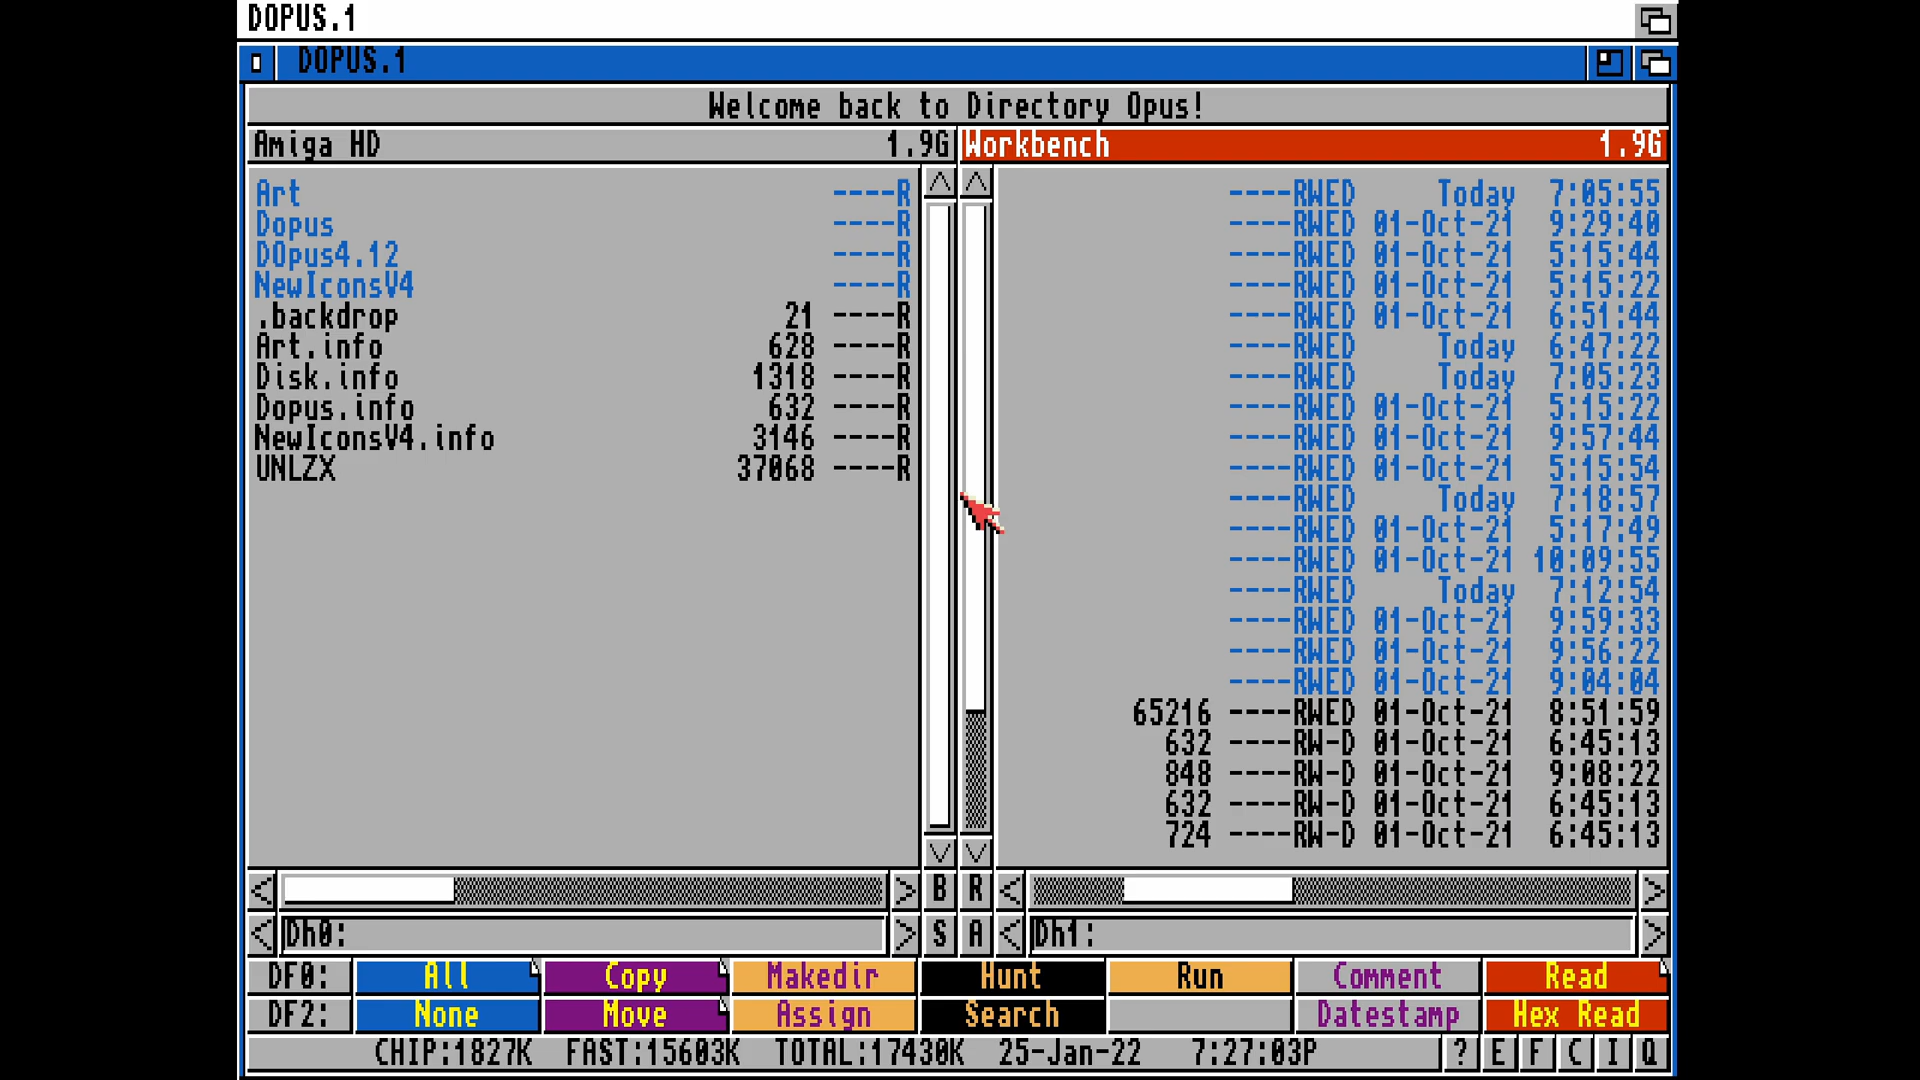 DOPUS.1
DOPUS.1
Welcome back to Directory Opus!
Amiga HD 1.9G
Art ----R
Dopus ----R
DOpus4.12 ----R
NewIconsV4 ----R
.backdrop 21 ----R
Art.info 628 ----R
Disk.info 1318 ----R
Dopus.info 632 ----R
NewIconsV4.info 3146 ----R
UNLZX 37068 ----R
Workbench 1.9G
----RWED Today 7:05:55
----RWED 01-Oct-21 9:29:40
----RWED 01-Oct-21 5:15:44
----RWED 01-Oct-21 5:15:22
----RWED 01-Oct-21 6:51:44
----RWED Today 6:47:22
----RWED Today 7:05:23
----RWED 01-Oct-21 5:15:22
----RWED 01-Oct-21 9:57:44
----RWED 01-Oct-21 5:15:54
----RWED Today 7:18:57
----RWED 01-Oct-21 5:17:49
----RWED 01-Oct-21 10:09:55
----RWED Today 7:12:54
----RWED 01-Oct-21 9:59:33
----RWED 01-Oct-21 9:56:22
----RWED 01-Oct-21 9:04:04
65216 ----RWED 01-Oct-21 8:51:59
632 ----RW-D 01-Oct-21 6:45:13
848 ----RW-D 01-Oct-21 9:08:22
632 ----RW-D 01-Oct-21 6:45:13
724 ----RW-D 01-Oct-21 6:45:13
< > B R < >
< Dh0: > S A < Dh1: >
DF0: All Copy Makedir Hunt Run Comment Read
DF2: None Move Assign Search Datestamp Hex Read
CHIP:1827K FAST:15603K TOTAL:17430K 25-Jan-22 7:27:03P ? E F C I Q